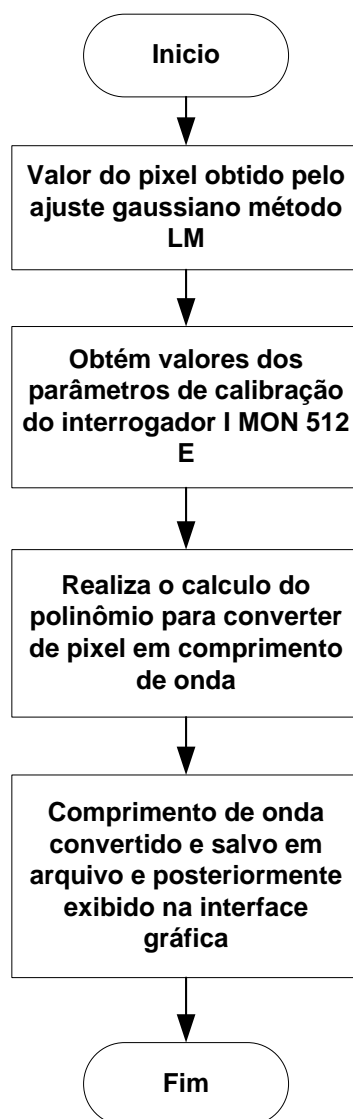 Inicio
Valor do pixel obtido pelo
ajuste gaussiano método
LM
Obtém valores dos
parâmetros de calibração
do interrogador I MON 512
E
Realiza o calculo do
polinômio para converter
de pixel em comprimento
de onda
Comprimento de onda
convertido e salvo em
arquivo e posteriormente
exibido na interface
gráfica
Fim